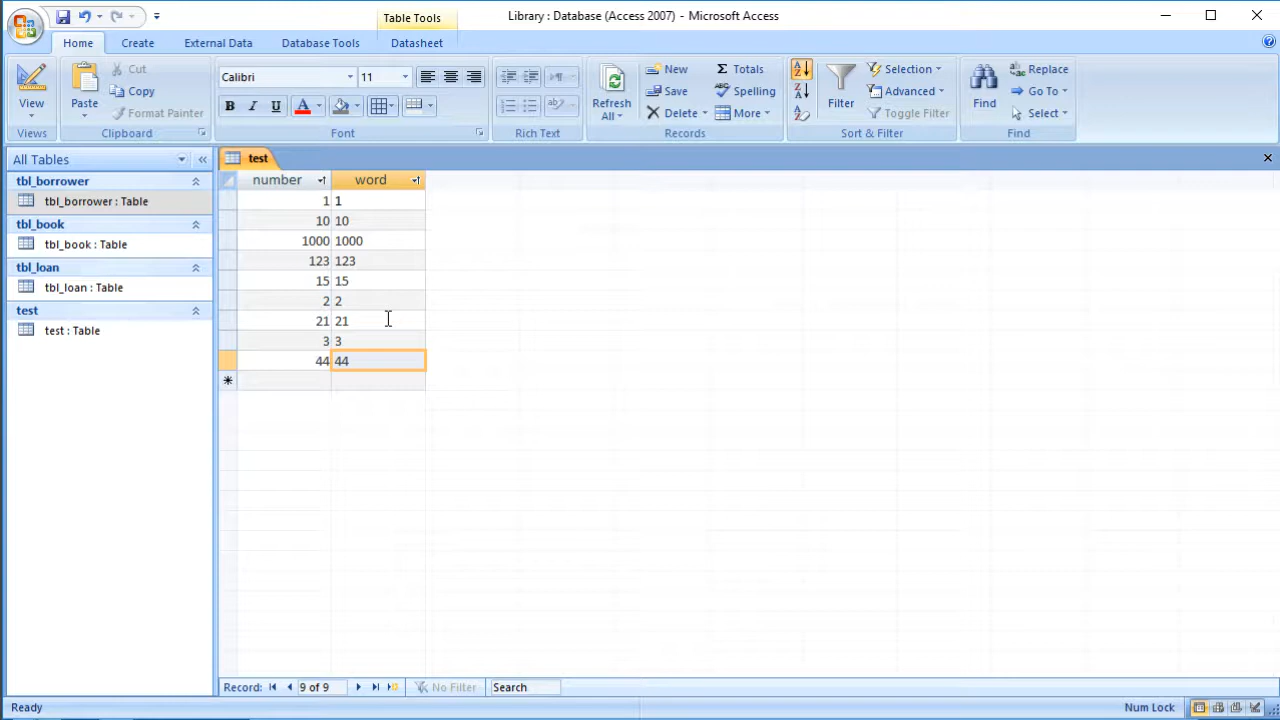 Table Tools
Library : Database (Access 2007) - Microsoft Access
Home
Create
External Data
Database Tools
Datasheet
View
Views
Paste
Cut
Copy
Format Painter
Clipboard
Calibri
11
B I U A
Font
Rich Text
Refresh All
New
Save
Delete
Totals
Spelling
More
Records
Filter
Selection
Advanced
Toggle Filter
Sort & Filter
Find
Replace
Go To
Select
Find
All Tables
tbl_borrower
tbl_borrower : Table
tbl_book
tbl_book : Table
tbl_loan
tbl_loan : Table
test
test : Table
test
number word
1 1
10 10
1000 1000
123 123
15 15
2 2
21 21
3 3
44 44
Record: 9 of 9 No Filter Search
Ready
Num Lock